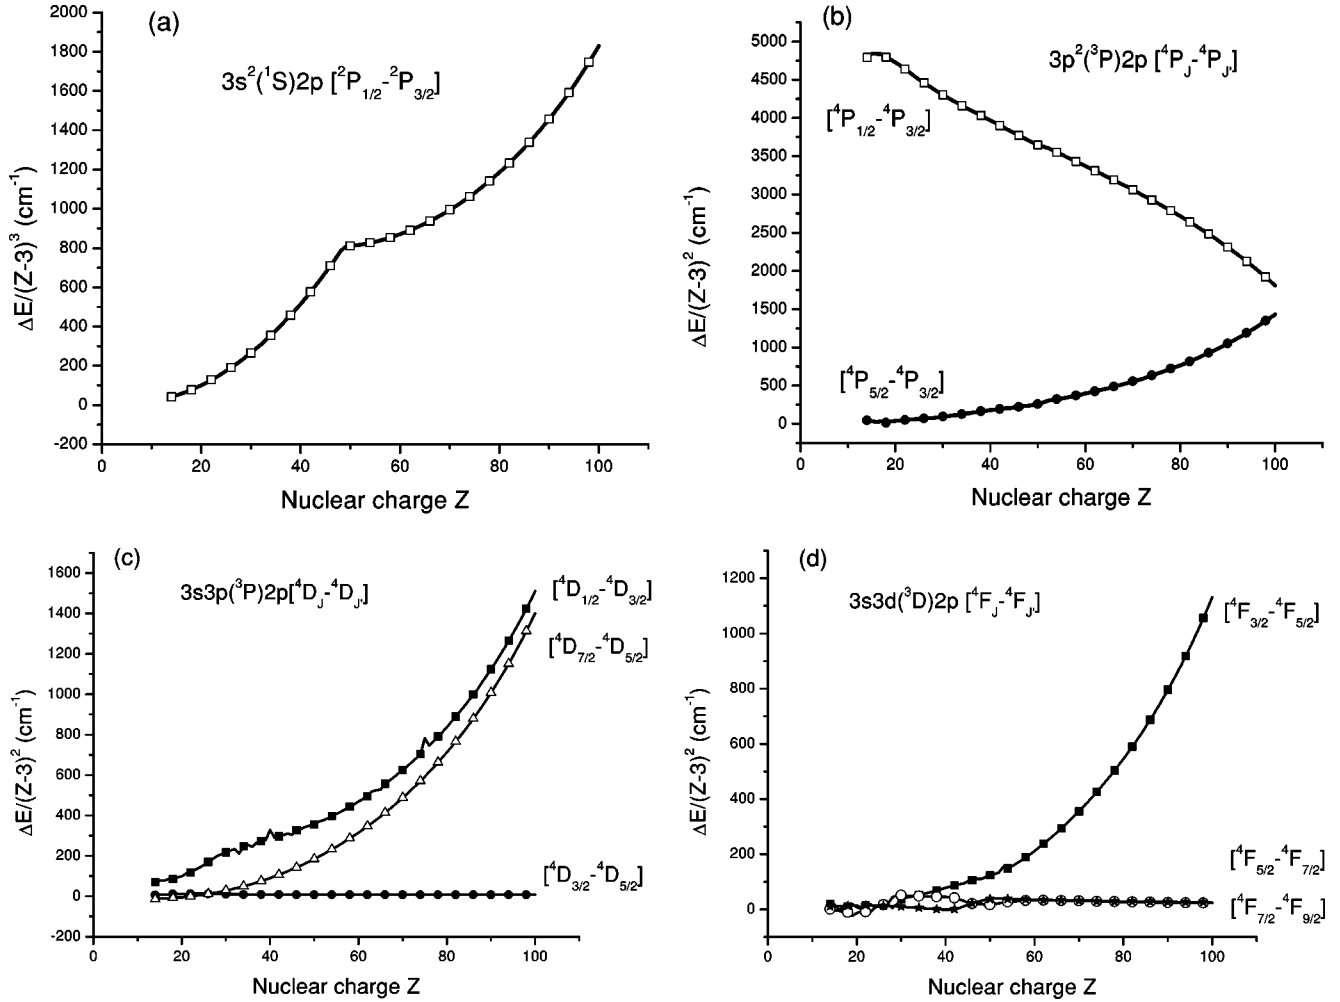 (a)
3s²(¹S)2p [²P₁/₂-²P₃/₂]
ΔE/(Z-3)³ (cm⁻¹)
2000
1800
1600
1400
1200
1000
800
600
400
200
0
-200
0 20 40 60 80 100
Nuclear charge Z
(b)
3p²(³P)2p [⁴P_J-⁴P_J']
[⁴P₁/₂-⁴P₃/₂]
[⁴P₅/₂-⁴P₃/₂]
ΔE/(Z-3)² (cm⁻¹)
5000
4500
4000
3500
3000
2500
2000
1500
1000
500
0
0 20 40 60 80 100
Nuclear charge Z
(c)
3s3p(³P)2p[⁴D_J-⁴D_J']
[⁴D₁/₂-⁴D₃/₂]
[⁴D₇/₂-⁴D₅/₂]
[⁴D₃/₂-⁴D₅/₂]
ΔE/(Z-3)² (cm⁻¹)
1600
1400
1200
1000
800
600
400
200
0
-200
0 20 40 60 80 100
Nuclear charge Z
(d)
3s3d(³D)2p [⁴F_J-⁴F_J']
[⁴F₃/₂-⁴F₅/₂]
[⁴F₅/₂-⁴F₇/₂]
[⁴F₇/₂-⁴F₉/₂]
ΔE/(Z-3)² (cm⁻¹)
1200
1000
800
600
400
200
0
0 20 40 60 80 100
Nuclear charge Z